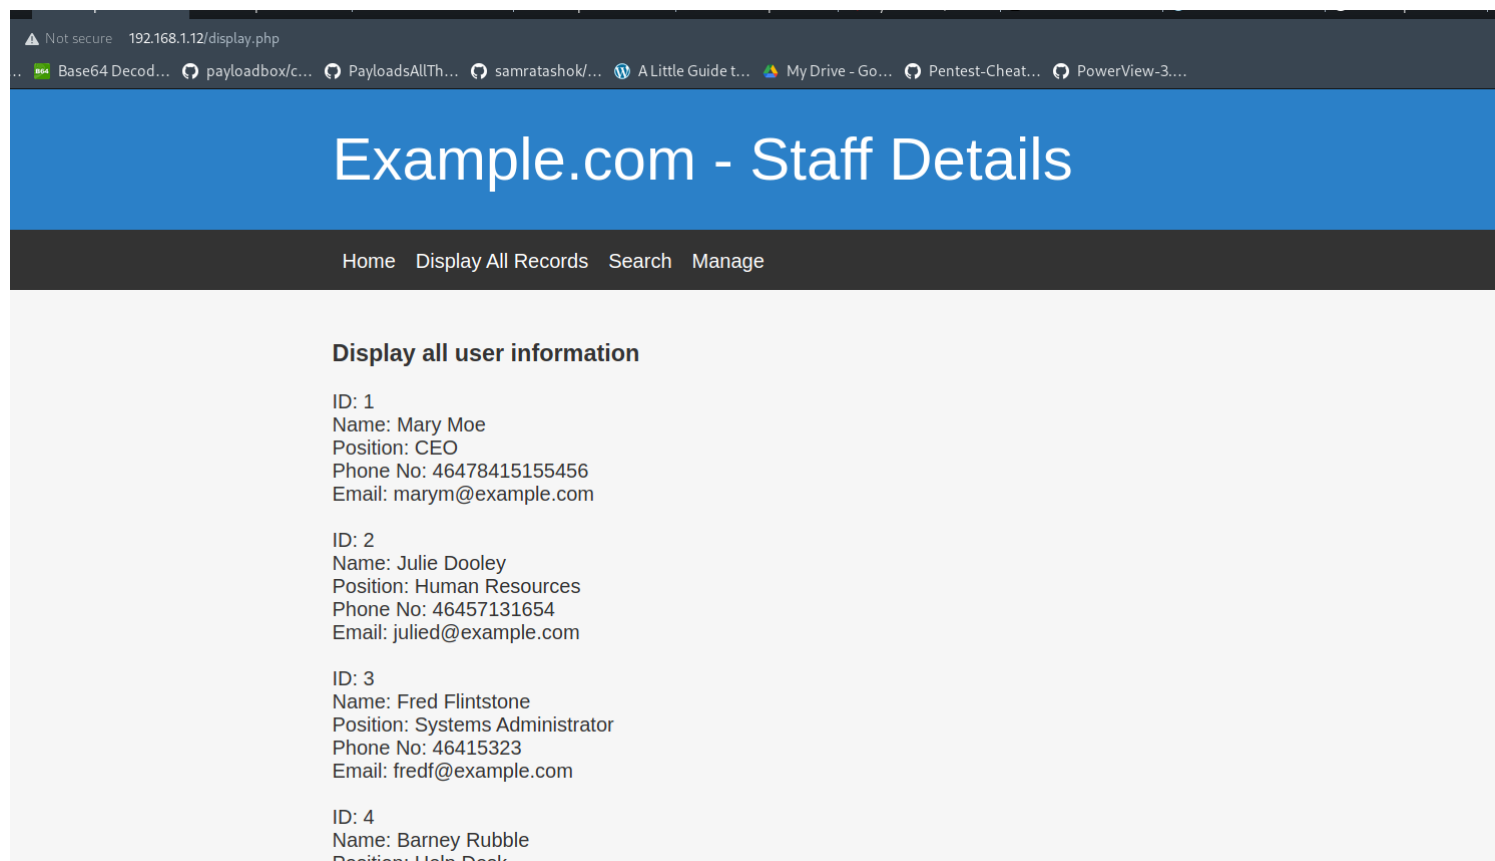 Not secure 192.168.1.12/display.php
... B64 Base64 Decod... payloadbox/c... PayloadsAllTh... samratashok/... A Little Guide t... My Drive - Go... Pentest-Cheat... PowerView-3....
Example.com - Staff Details
Home Display All Records Search Manage
Display all user information
ID: 1
Name: Mary Moe
Position: CEO
Phone No: 46478415155456
Email: marym@example.com
ID: 2
Name: Julie Dooley
Position: Human Resources
Phone No: 46457131654
Email: julied@example.com
ID: 3
Name: Fred Flintstone
Position: Systems Administrator
Phone No: 46415323
Email: fredf@example.com
ID: 4
Name: Barney Rubble
Position: Help Desk